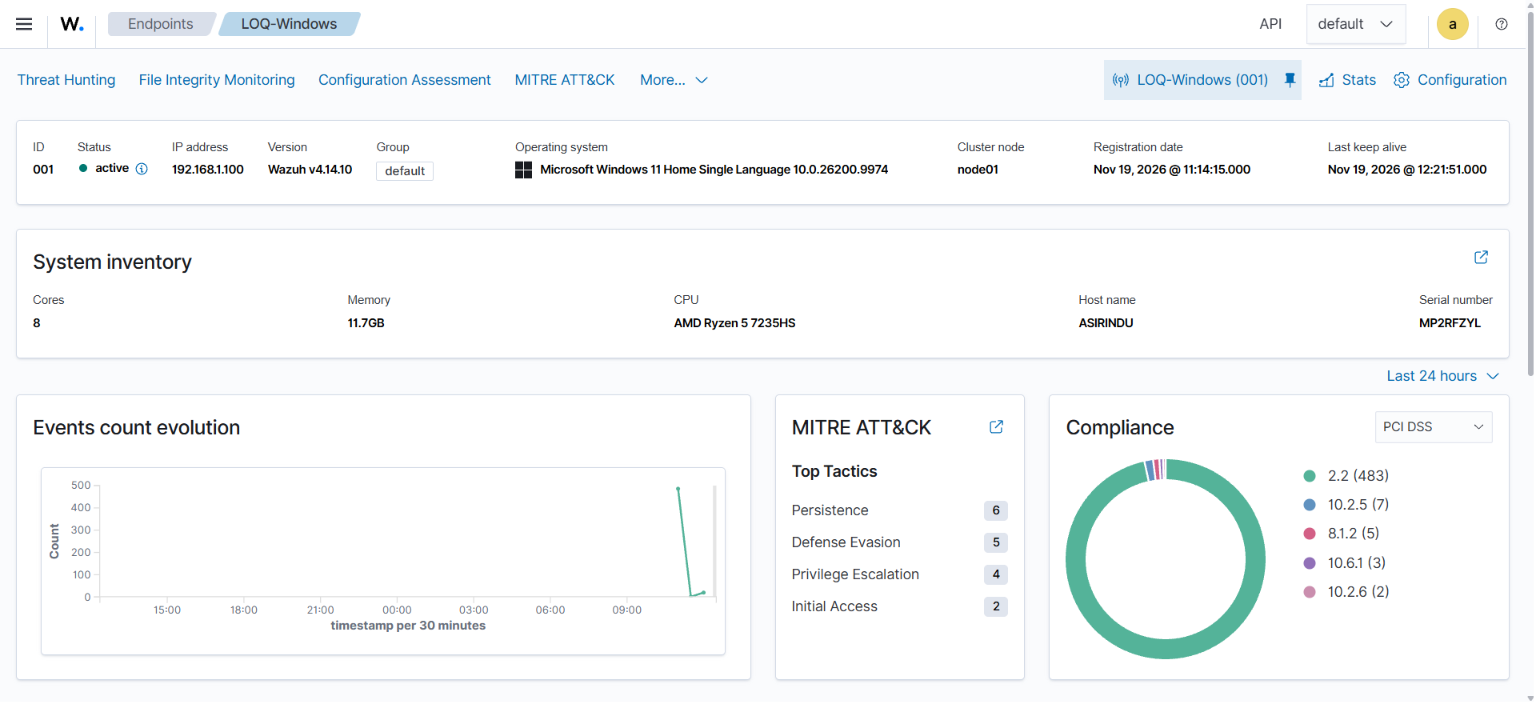 W. Endpoints LOQ-Windows API default a
Threat Hunting File Integrity Monitoring Configuration Assessment MITRE ATT&CK More... LOQ-Windows (001) Stats Configuration
ID Status IP address Version Group Operating system Cluster node Registration date Last keep alive
001 active 192.168.1.100 Wazuh v4.14.10 default Microsoft Windows 11 Home Single Language 10.0.26200.9974 node01 Nov 19, 2026 @ 11:14:15.000 Nov 19, 2026 @ 12:21:51.000
System inventory
Cores Memory CPU Host name Serial number
8 11.7GB AMD Ryzen 5 7235HS ASIRINDU MP2RFZYL
Last 24 hours
Events count evolution
500
400
300
200
100
0
Count
15:00 18:00 21:00 00:00 03:00 06:00 09:00
timestamp per 30 minutes
MITRE ATT&CK
Top Tactics
Persistence 6
Defense Evasion 5
Privilege Escalation 4
Initial Access 2
Compliance PCI DSS
2.2 (483)
10.2.5 (7)
8.1.2 (5)
10.6.1 (3)
10.2.6 (2)